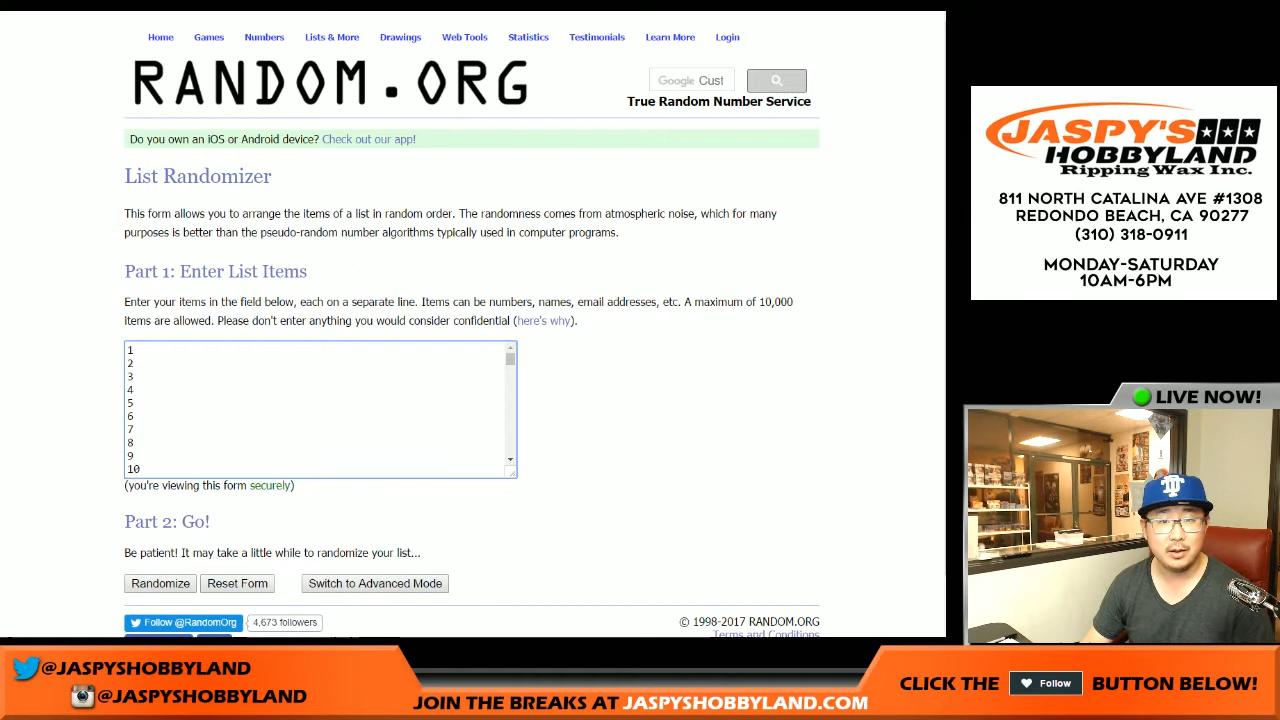 Home Games Numbers Lists & More Drawings Web Tools Statistics Testimonials Learn More Login
RANDOM.ORG
Google Cust
True Random Number Service
Do you own an iOS or Android device? Check out our app!
List Randomizer
This form allows you to arrange the items of a list in random order. The randomness comes from atmospheric noise, which for many
purposes is better than the pseudo-random number algorithms typically used in computer programs.
Part 1: Enter List Items
Enter your items in the field below, each on a separate line. Items can be numbers, names, email addresses, etc. A maximum of 10,000
items are allowed. Please don't enter anything you would consider confidential (here's why).
1
2
3
4
5
6
7
8
9
10
(you're viewing this form securely)
Part 2: Go!
Be patient! It may take a little while to randomize your list...
Randomize Reset Form Switch to Advanced Mode
Follow @RandomOrg 4,673 followers
© 1998-2017 RANDOM.ORG
Terms and Conditions
JASPY'S
HOBBYLAND
Ripping Wax Inc.
811 NORTH CATALINA AVE #1308
REDONDO BEACH, CA 90277
(310) 318-0911
MONDAY-SATURDAY
10AM-6PM
LIVE NOW!
@JASPYSHOBBYLAND
@JASPYSHOBBYLAND
JOIN THE BREAKS AT JASPYSHOBBYLAND.COM
CLICK THE Follow BUTTON BELOW!